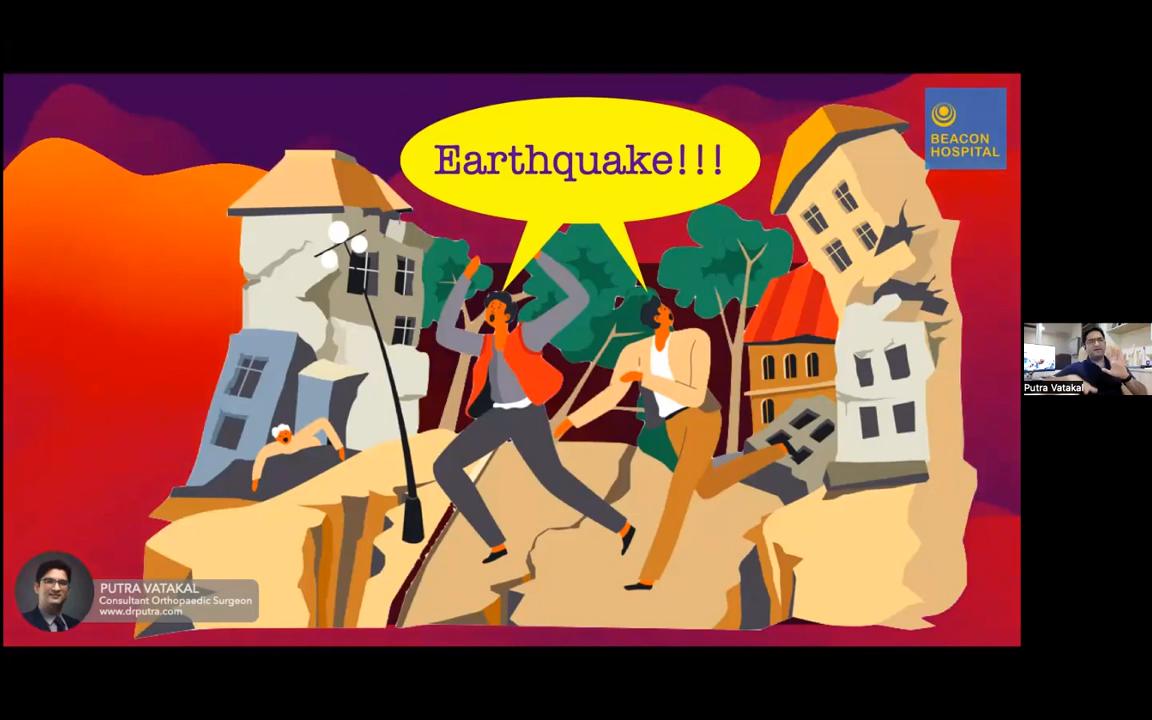 Earthquake!!!
BEACON
HOSPITAL
PUTRA VATAKAL
Consultant Orthopaedic Surgeon
www.drputra.com
Putra Vatakal